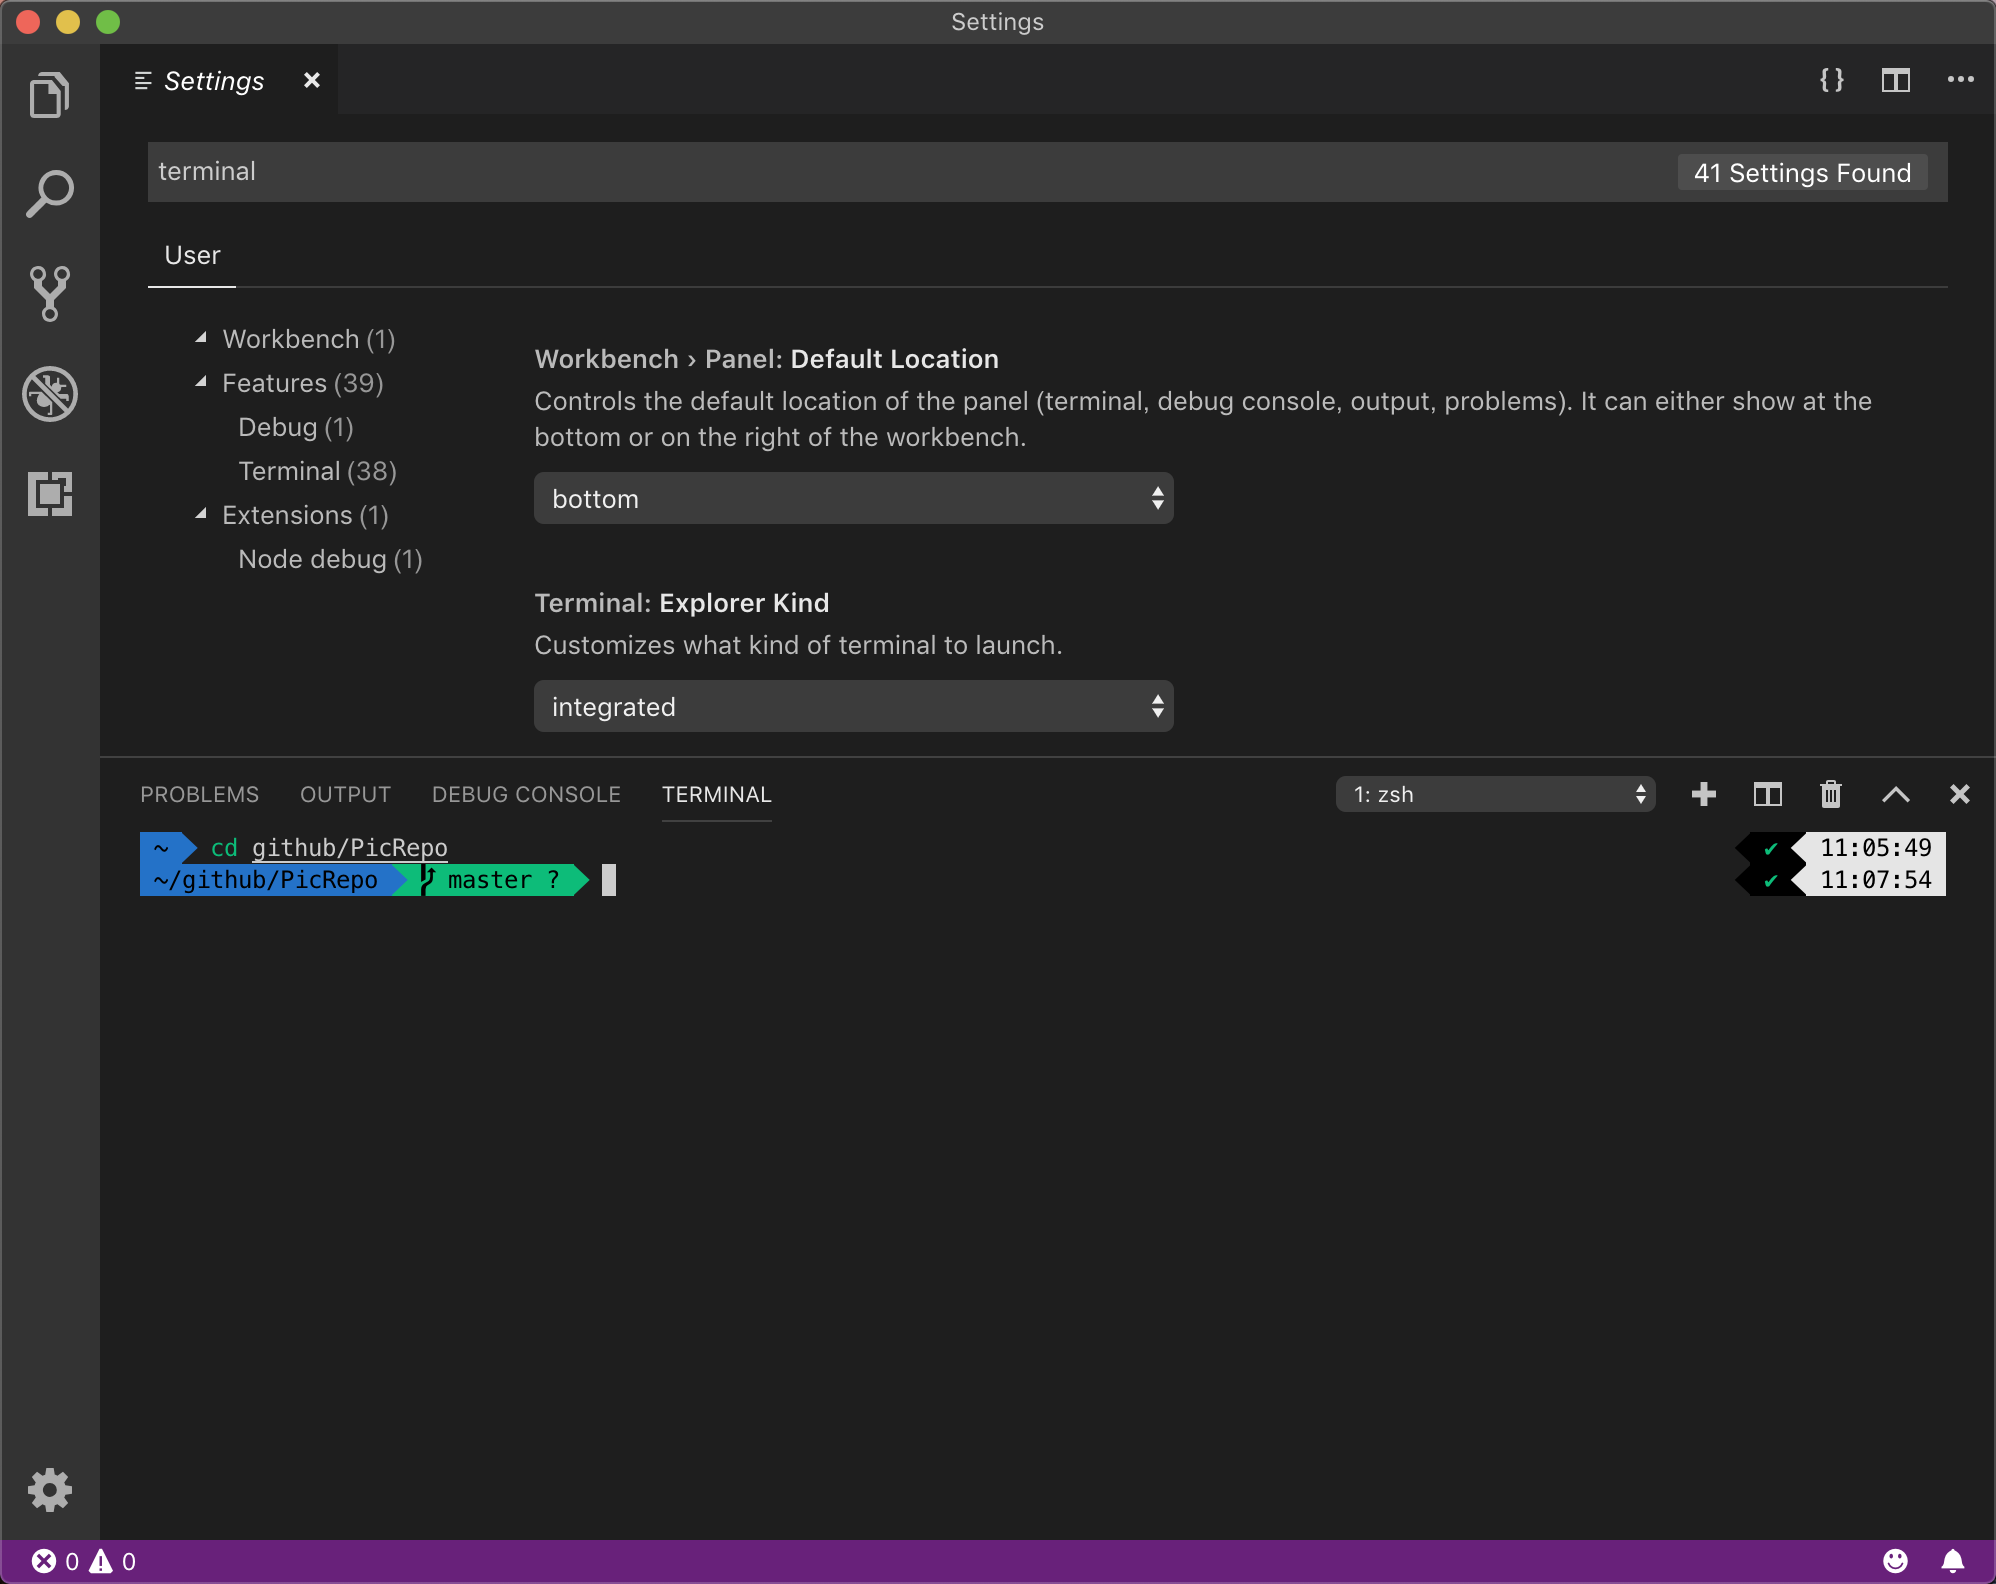 Settings
Settings
terminal
41 Settings Found
User
Workbench (1)
Features (39)
Debug (1)
Terminal (38)
Extensions (1)
Node debug (1)
Workbench › Panel: Default Location
Controls the default location of the panel (terminal, debug console, output, problems). It can either show at the
bottom or on the right of the workbench.
bottom
Terminal: Explorer Kind
Customizes what kind of terminal to launch.
integrated
PROBLEMS OUTPUT DEBUG CONSOLE TERMINAL 1: zsh
~ cd github/PicRepo ✔ 11:05:49
~/github/PicRepo master ? ✔ 11:07:54
0 0